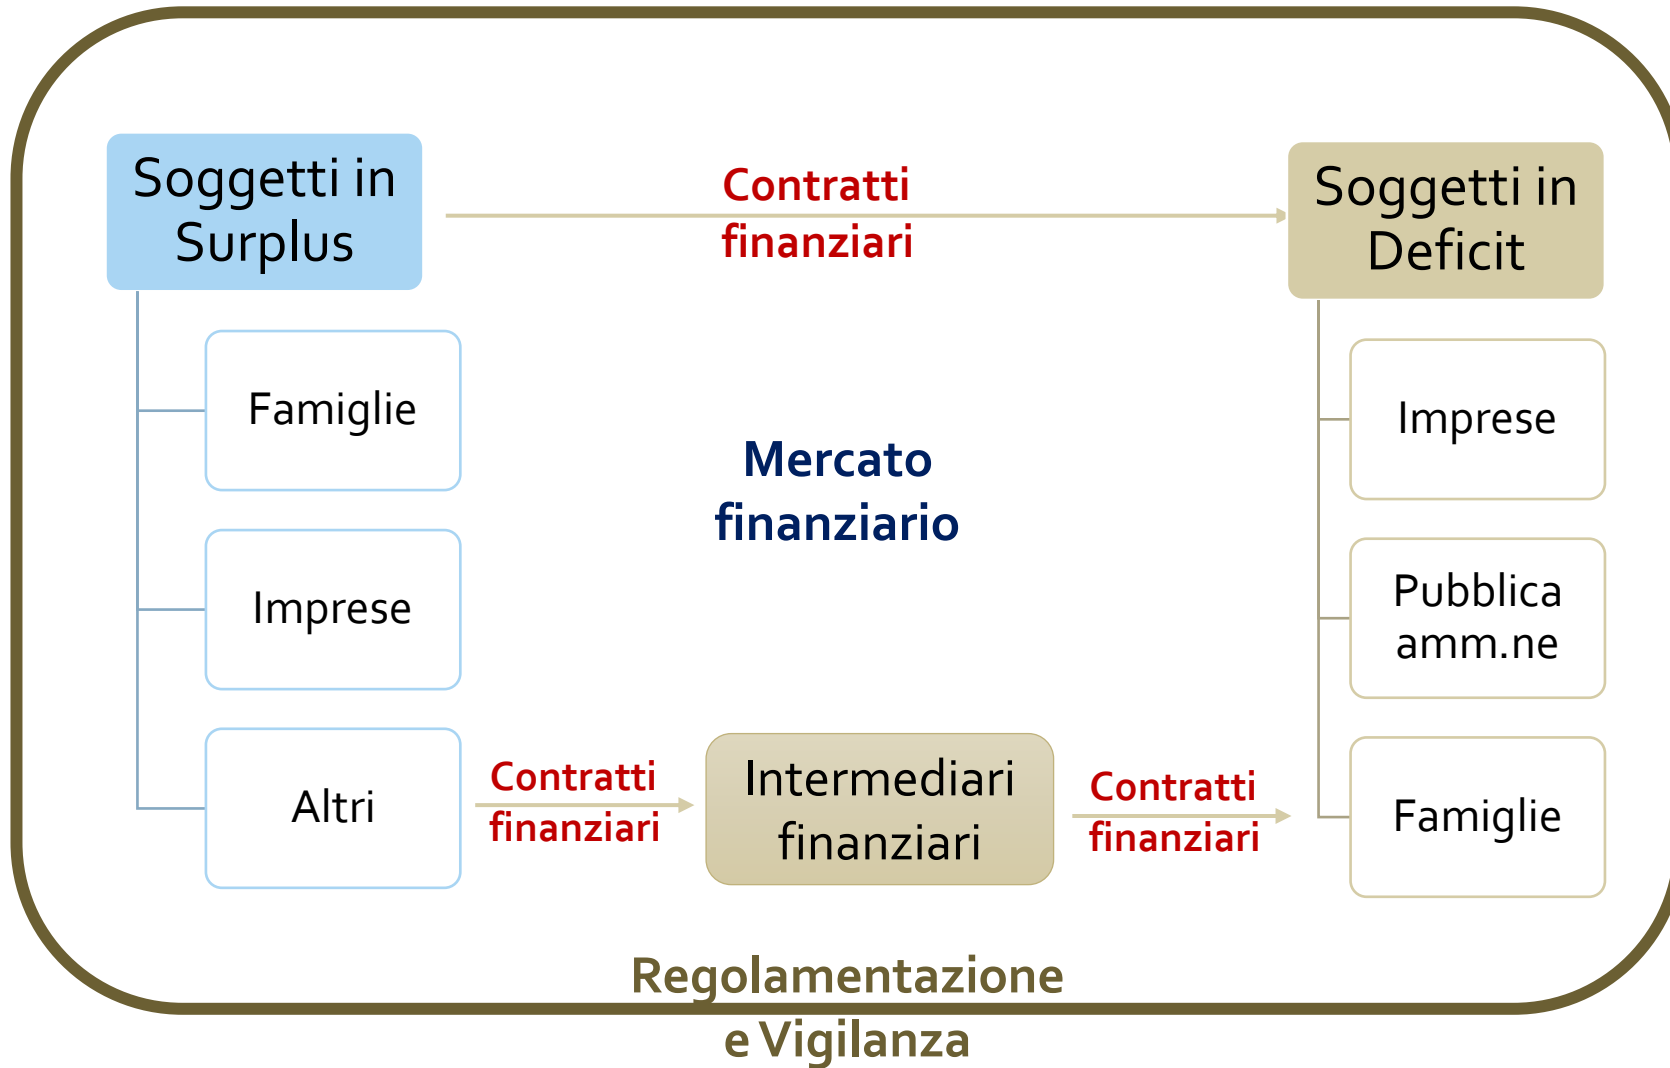 Soggetti in
Surplus
Contratti
finanziari
Soggetti in
Deficit
Famiglie
Imprese
Altri
Mercato
finanziario
Imprese
Pubblica
amm.ne
Famiglie
Contratti
finanziari
Intermediari
finanziari
Contratti
finanziari
Regolamentazione
e Vigilanza